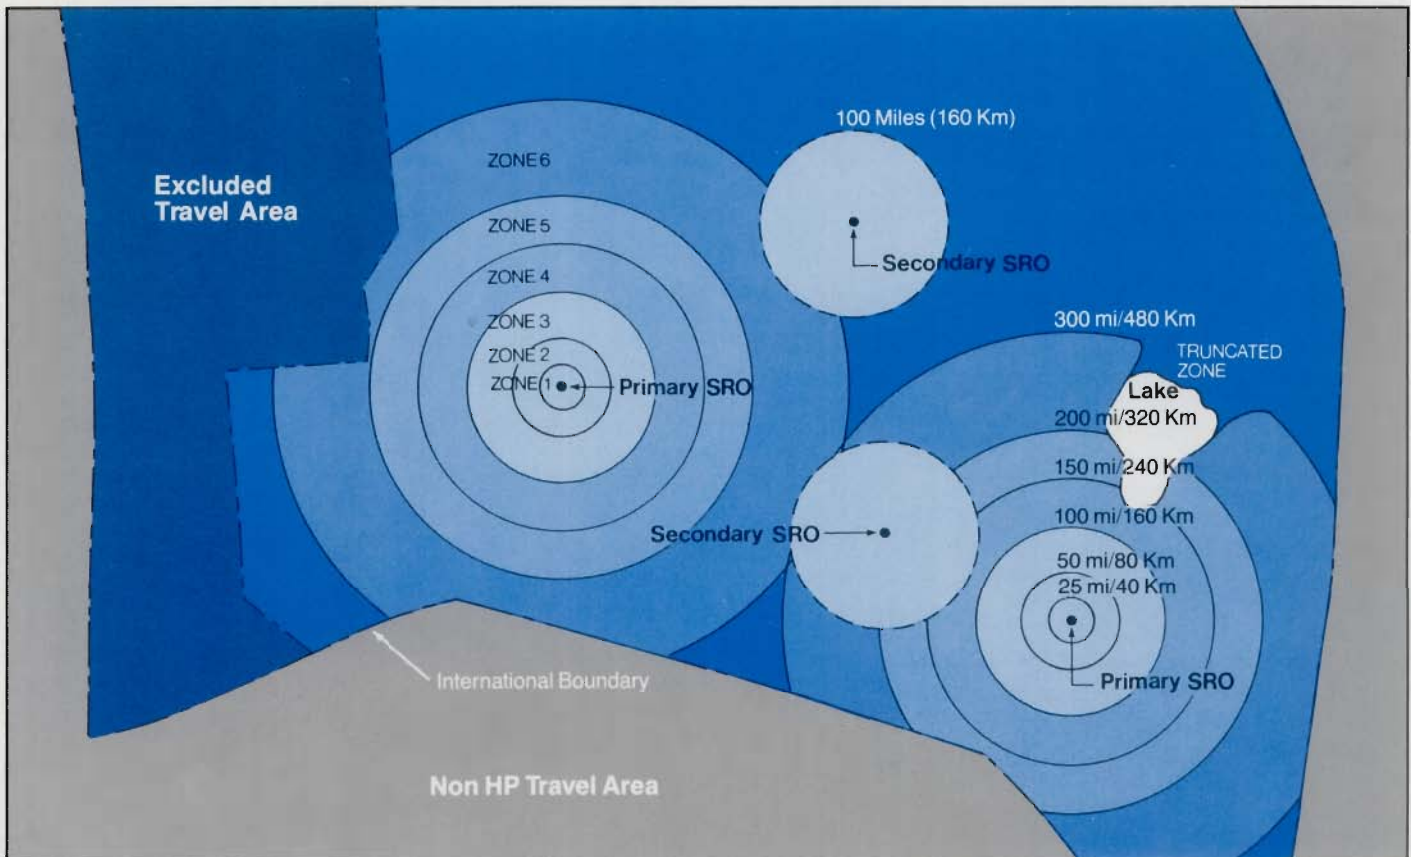 100 Miles (160 Km)
ZONE 6
Excluded
Travel Area
ZONE 5
Secondary SRO
ZONE 4
ZONE 3
300 mi/480 Km
TRUNCATED
ZONE
ZONE 2
ZONE 1
Primary SRO
Lake
200 mi/320 Km
150 mi/240 Km
100 mi/160 Km
Secondary SRO
50 mi/80 Km
25 mi/40 Km
Primary SRO
International Boundary
Non HP Travel Area